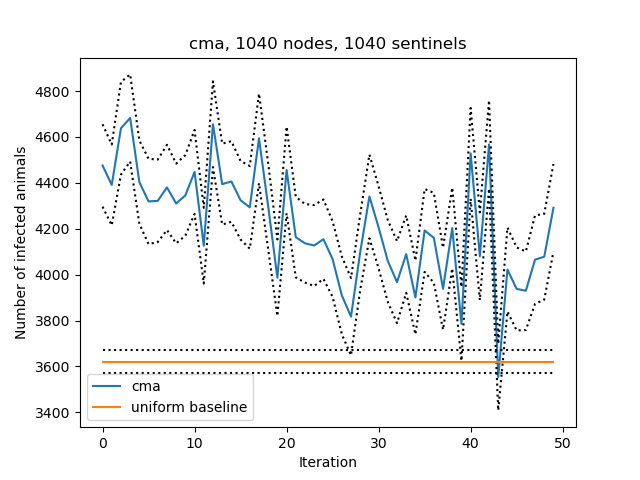 cma, 1040 nodes, 1040 sentinels
Number of infected animals
4800
4600
4400
4200
4000
3800
3600
3400
cma
uniform baseline
0 10 20 30 40 50
Iteration